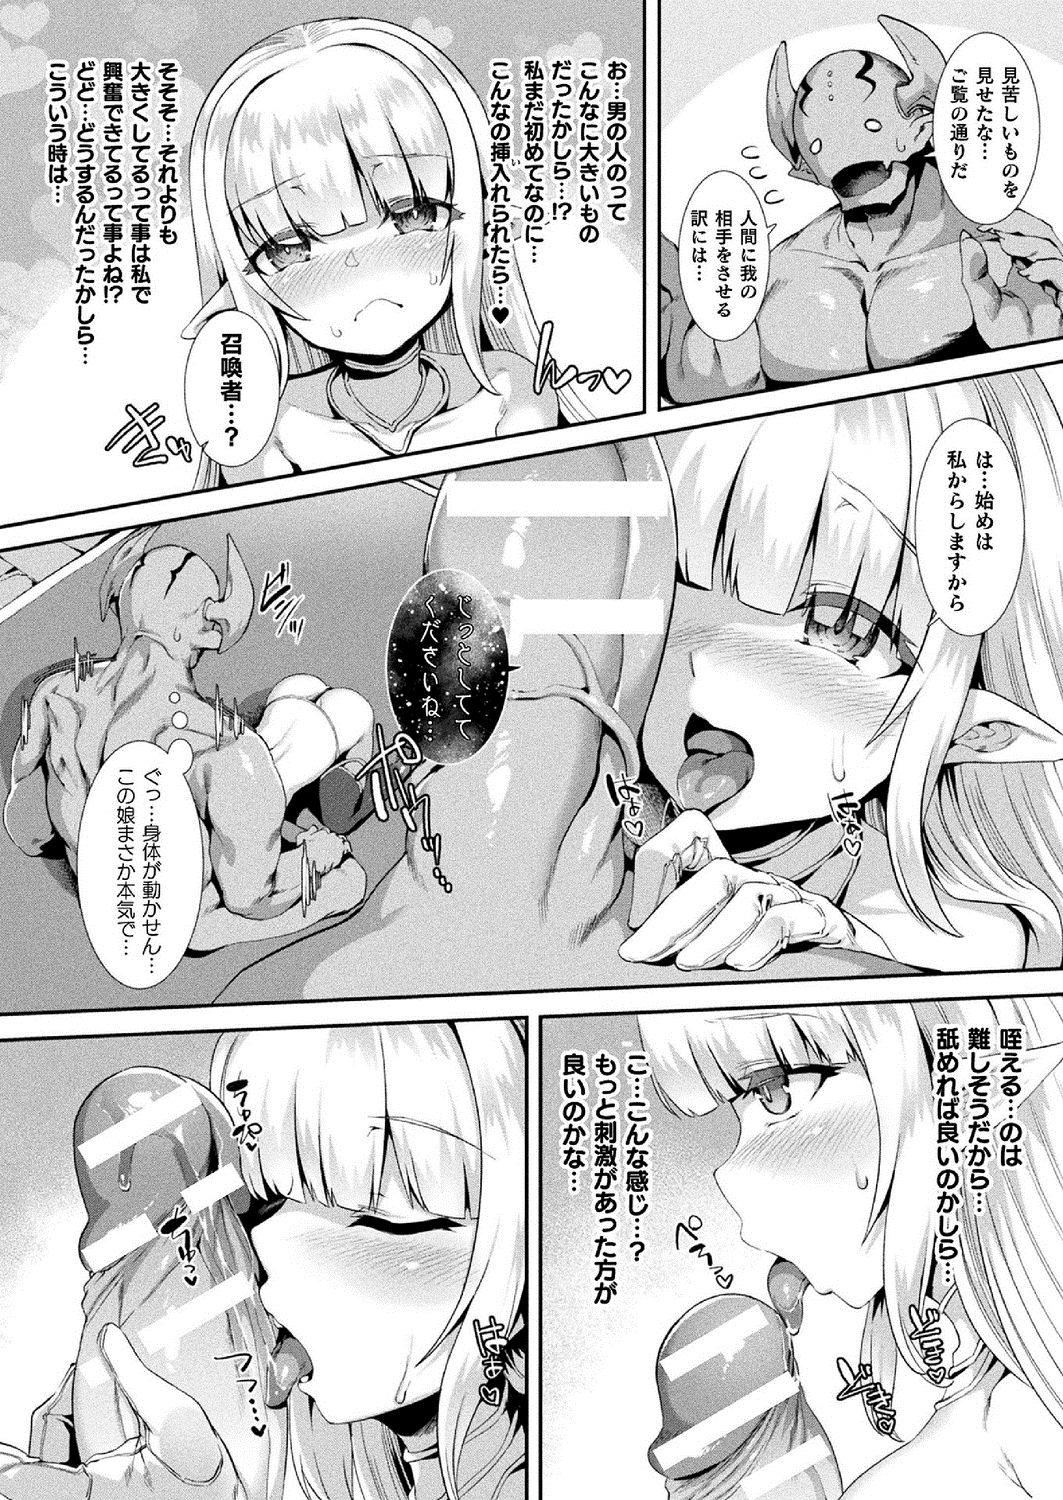 見苦しいものを
見せたな…
ご覧の通りだ
人間に我の
相手をさせる
訳には…
お…男の人のって
こんなに大きいもの
だったかしら…!?
私まだ初めてなのに…
こんなの挿入れられたら…♥
そそそ…それよりも
大きくしてるって事は私で
興奮できてるって事よね!?
どど…どうするんだったかしら
こういう時は…
召喚者…?
は…始めは
私からしますから
じっとしてて
くださいね…
ぐっ…身体が動かせん…
この娘まさか本気で…
咥える…のは
難しそうだから…
舐めれば良いのかしら…
こ…こんな感じ…?
もっと刺激があった方が
良いのかな…